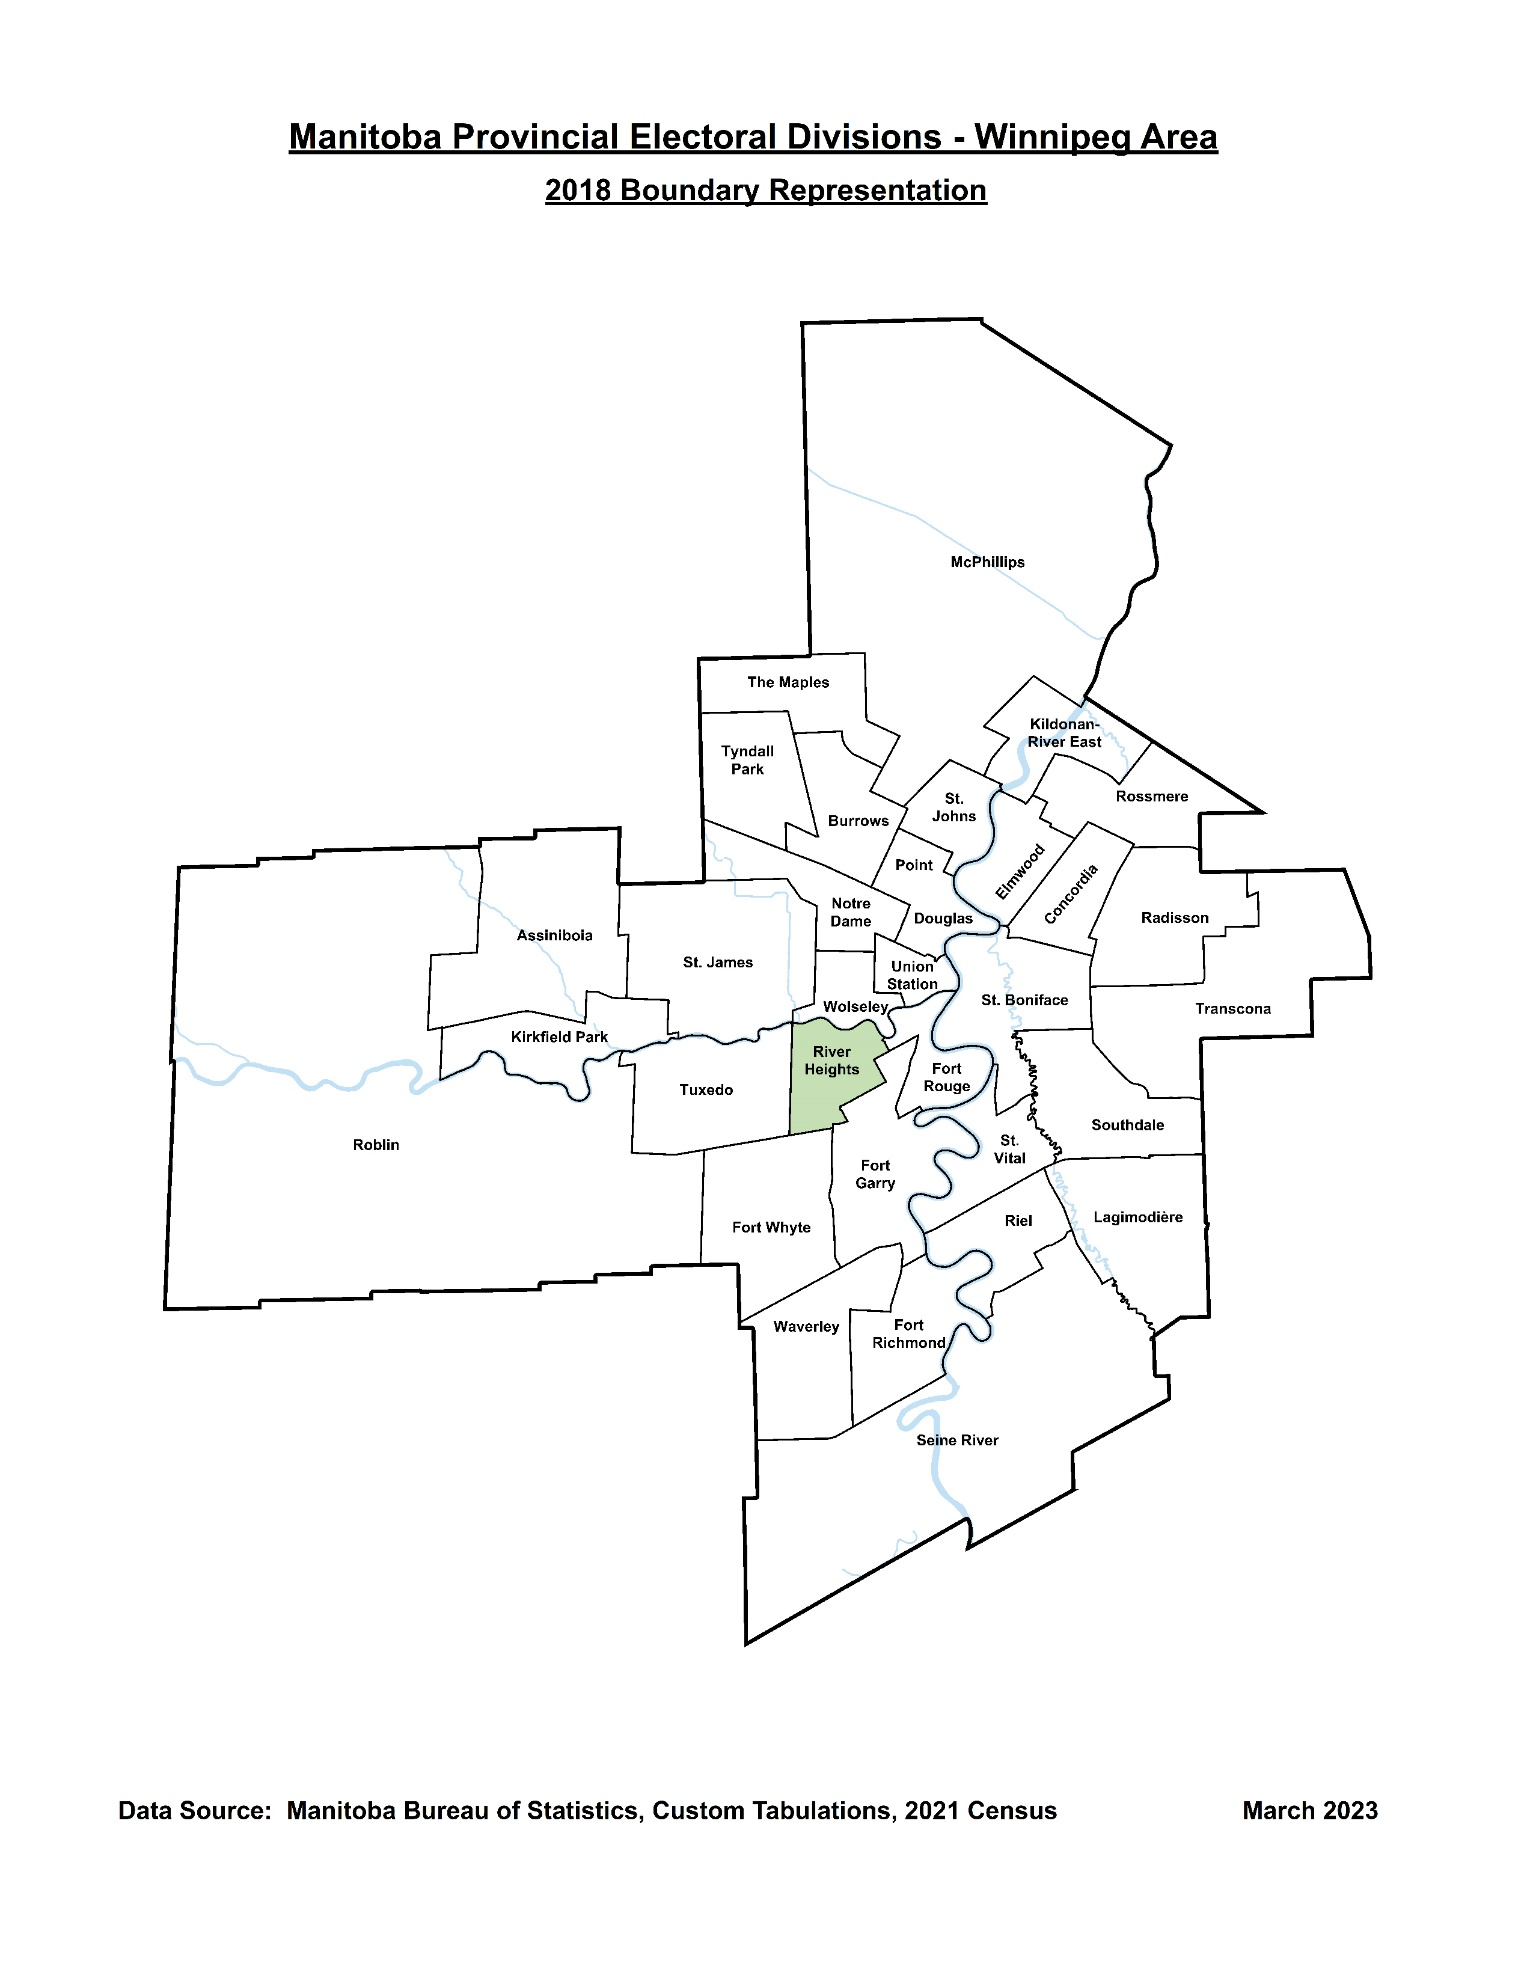 Manitoba Provincial Electoral Divisions - Winnipeg Area
2018 Boundary Representation
McPhillips
The Maples
Kildonan-
River East
Tyndall
Park
Rossmere
St.
Johns
Burrows
Point
Elmwood
Concordia
Notre
Dame
Douglas
Radisson
Assiniboia
St. James
Union
Station
St. Boniface
Wolseley
Transcona
Kirkfield Park
River
Heights
Fort
Rouge
Tuxedo
Southdale
Roblin
St.
Vital
Fort
Garry
Lagimodière
Riel
Fort Whyte
Waverley
Fort
Richmond
Seine River
Data Source:  Manitoba Bureau of Statistics, Custom Tabulations, 2021 Census
March 2023